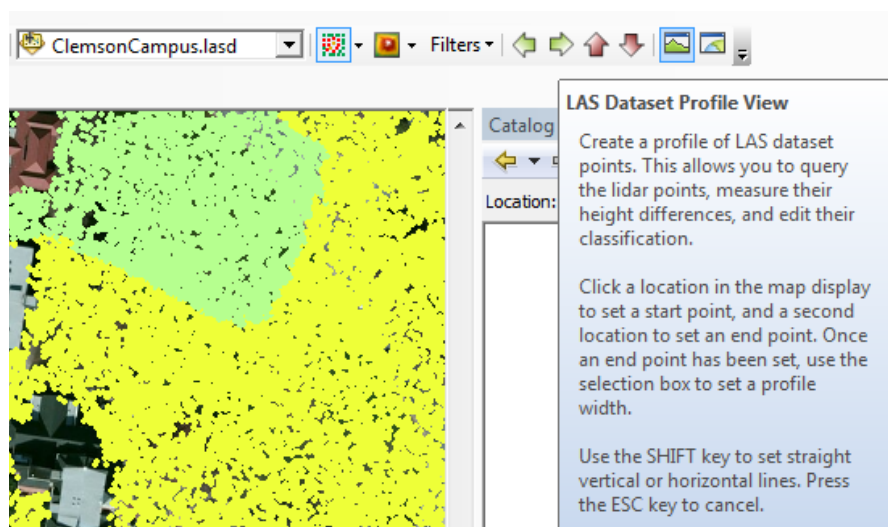 ClemsonCampus.lasd
Filters
LAS Dataset Profile View
Catalog
Create a profile of LAS dataset
points. This allows you to query
the lidar points, measure their
height differences, and edit their
classification.
Location:
Click a location in the map display
to set a start point, and a second
location to set an end point. Once
an end point has been set, use the
selection box to set a profile
width.
Use the SHIFT key to set straight
vertical or horizontal lines. Press
the ESC key to cancel.